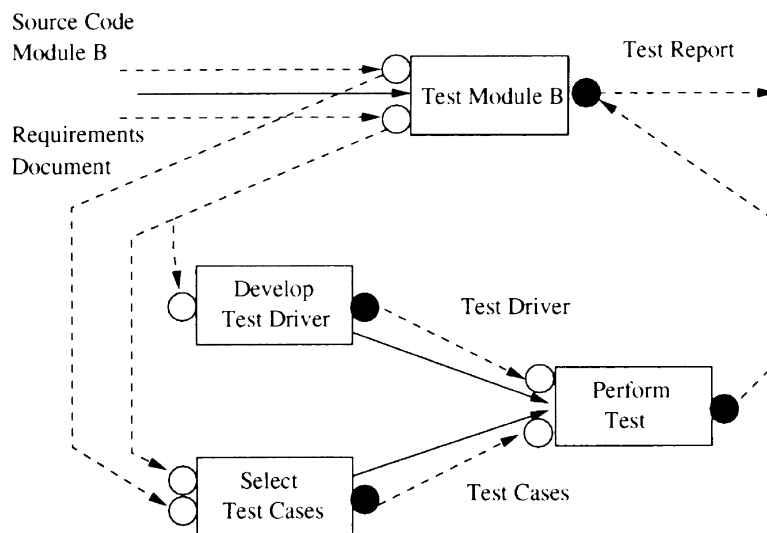 Source Code
Module B
Test Report
Test Module B
Requirements
Document
Develop
Test Driver
Test Driver
Perform
Test
Select
Test Cases
Test Cases